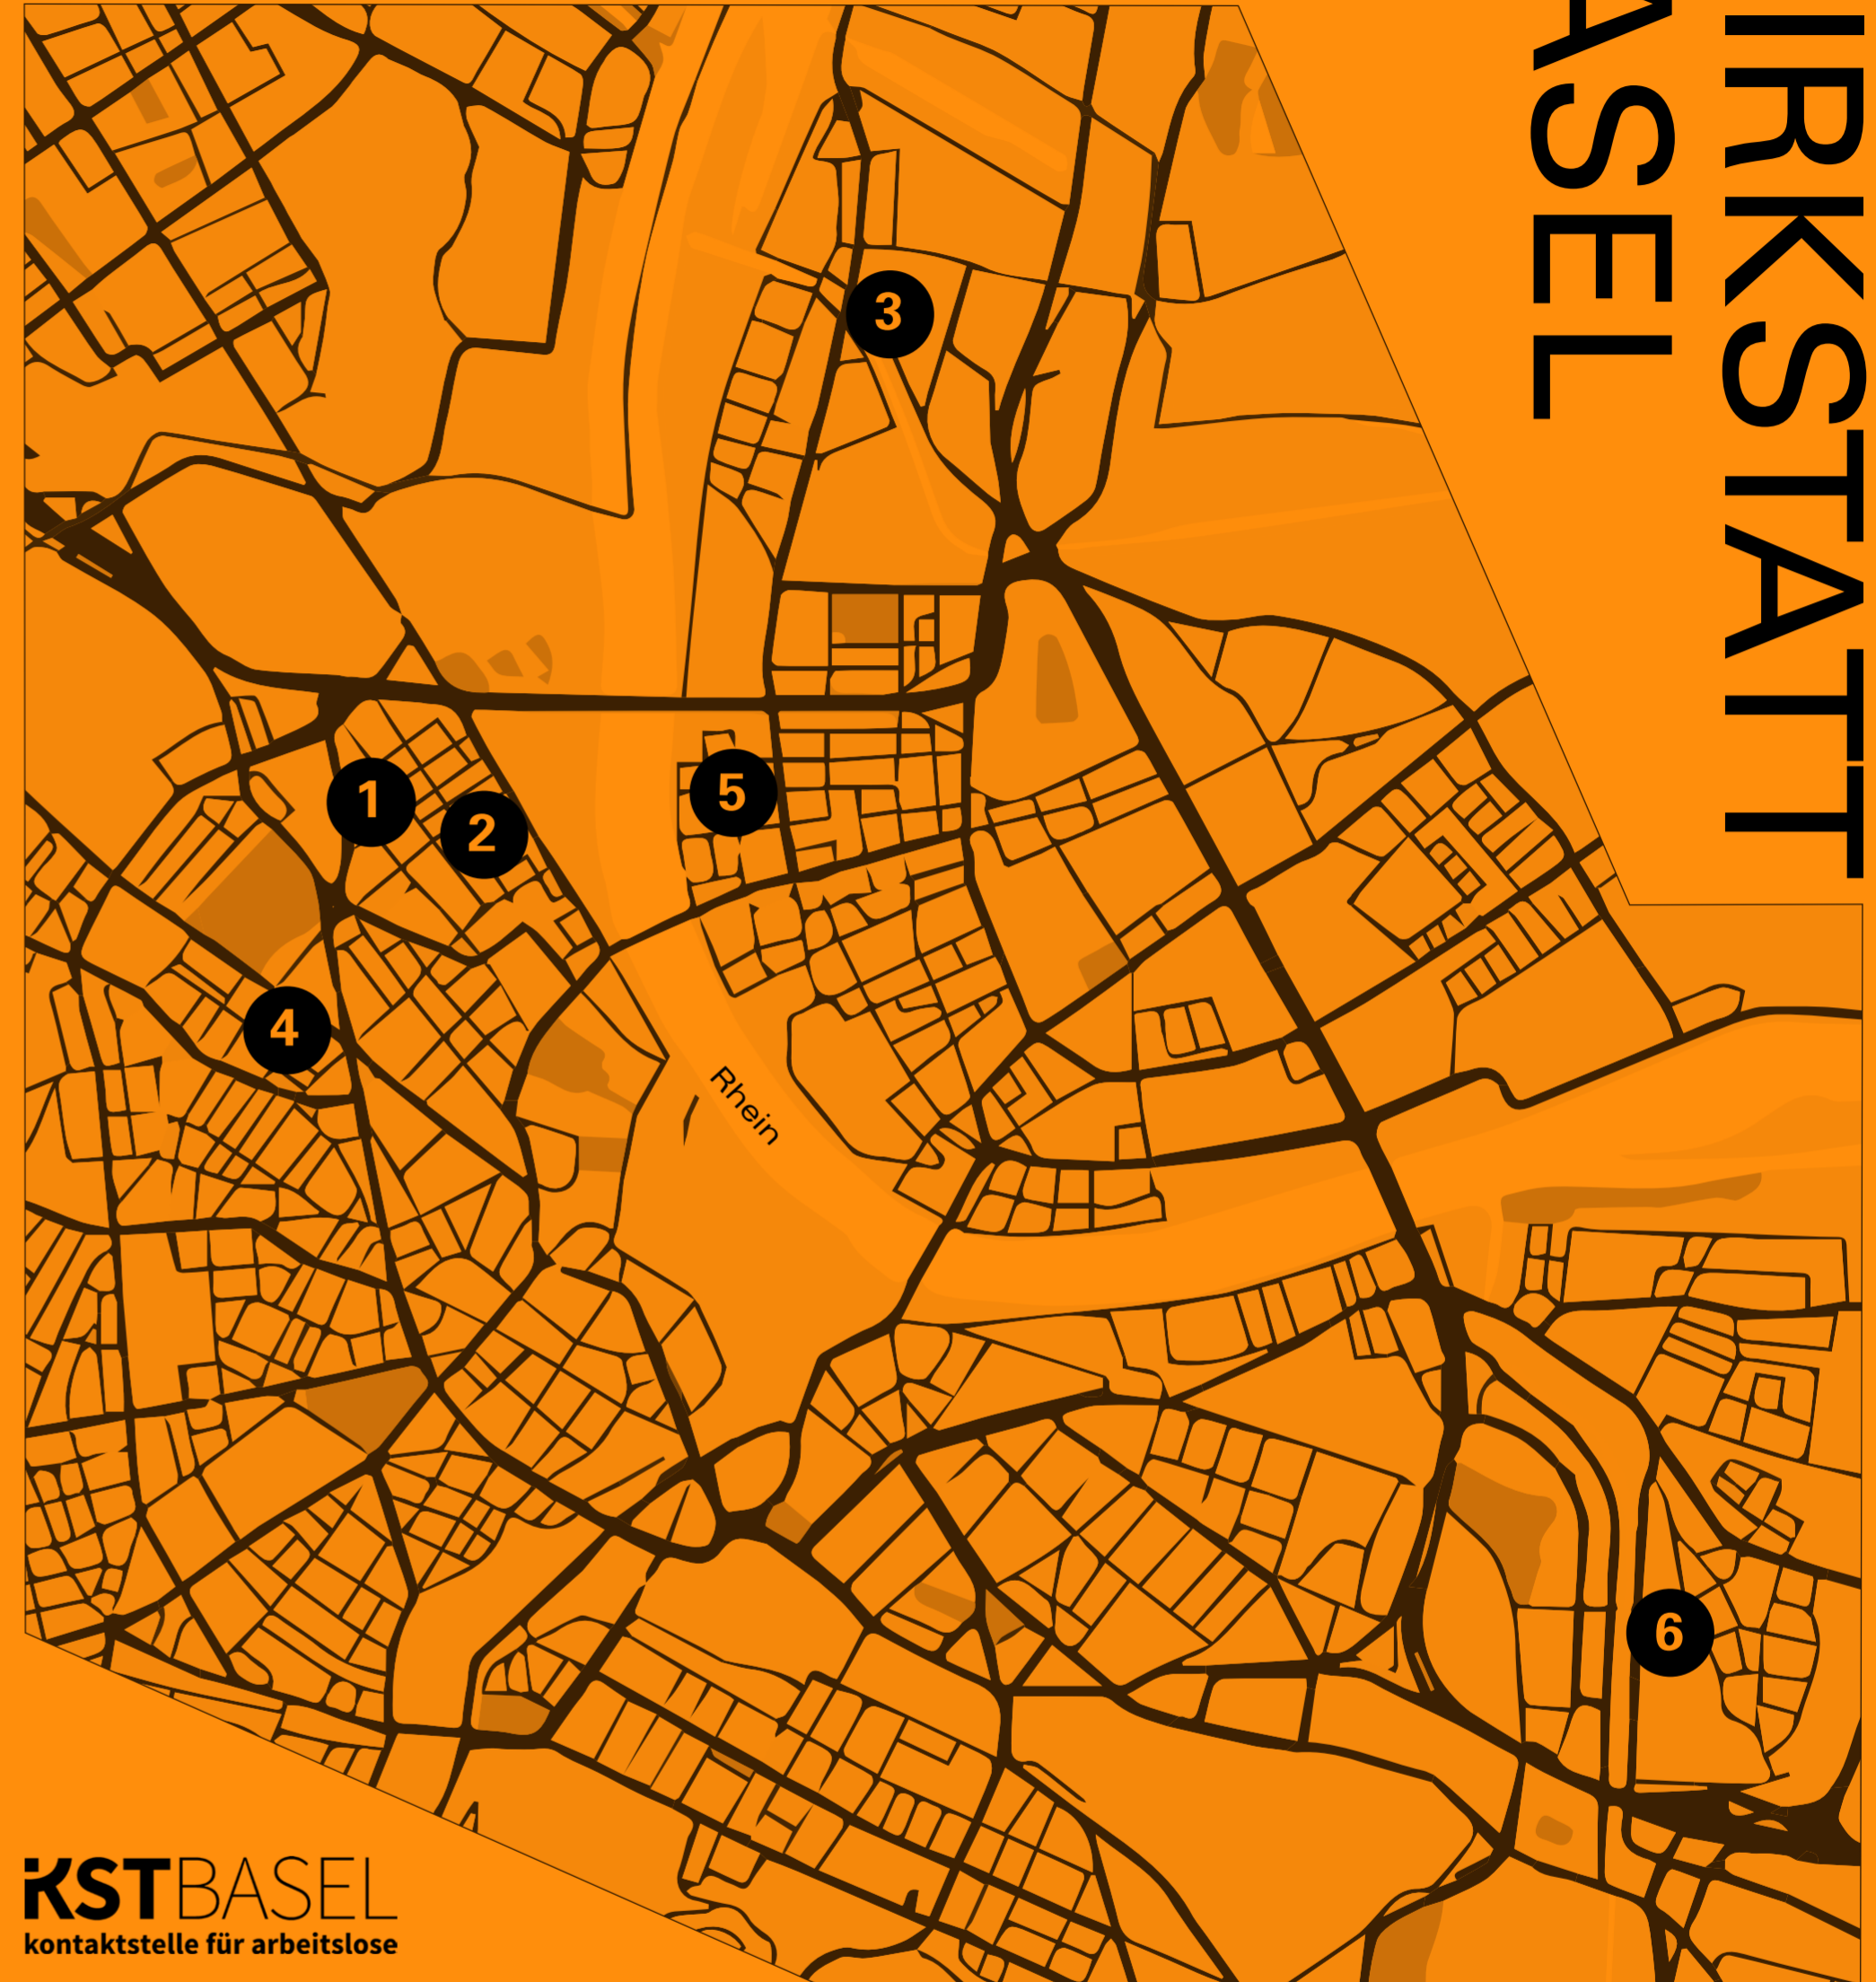 IRKSTATT
ASEL
3
1
2
5
4
Rhein
6
KSTBASEL
kontaktstelle für arbeitslose